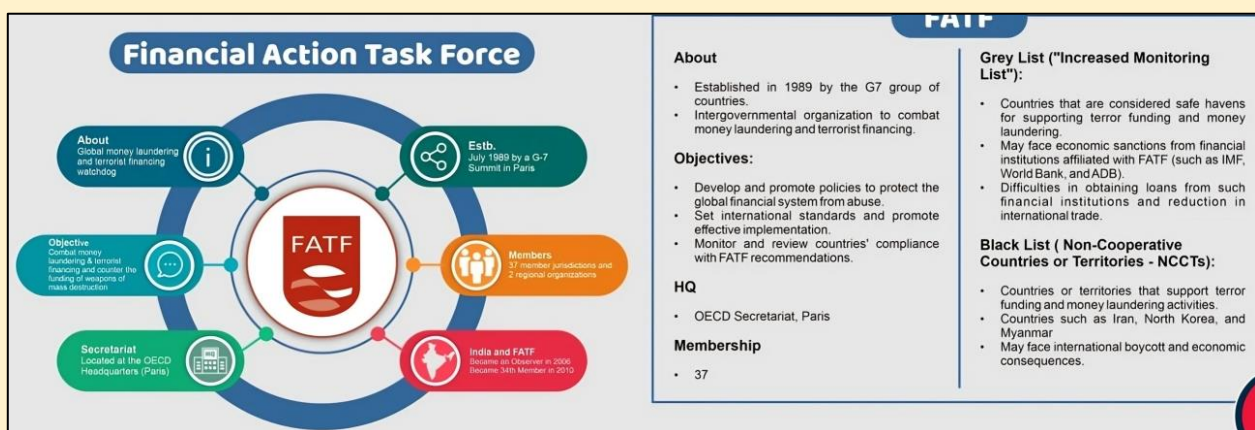 Financial Action Task Force
About
Global money laundering
and terrorist financing
watchdog
Estb.
July 1989 by a G-7
Summit in Paris
Objective
Combat money
laundering & terrorist
financing and counter the
funding of weapons of
mass destruction
FATF
Members
37 member jurisdictions and
2 regional organizations
Secretariat
Located at the OECD
Headquarters (Paris)
HQ
India and FATF
Became an Observer in 2006
Became 34th Member in 2010
FATF
About
• Established in 1989 by the G7 group of
countries.
• Intergovernmental organization to combat
money laundering and terrorist financing.
Objectives:
• Develop and promote policies to protect the
global financial system from abuse.
• Set international standards and promote
effective implementation.
• Monitor and review countries' compliance
with FATF recommendations.
HQ
• OECD Secretariat, Paris
Membership
• 37
Grey List ("Increased Monitoring
List"):
• Countries that are considered safe havens
for supporting terror funding and money
laundering.
• May face economic sanctions from financial
institutions affiliated with FATF (such as IMF,
World Bank, and ADB).
• Difficulties in obtaining loans from such
financial institutions and reduction in
international trade.
Black List ( Non-Cooperative
Countries or Territories - NCCTs):
• Countries or territories that support terror
funding and money laundering activities.
• Countries such as Iran, North Korea, and
Myanmar
• May face international boycott and economic
consequences.